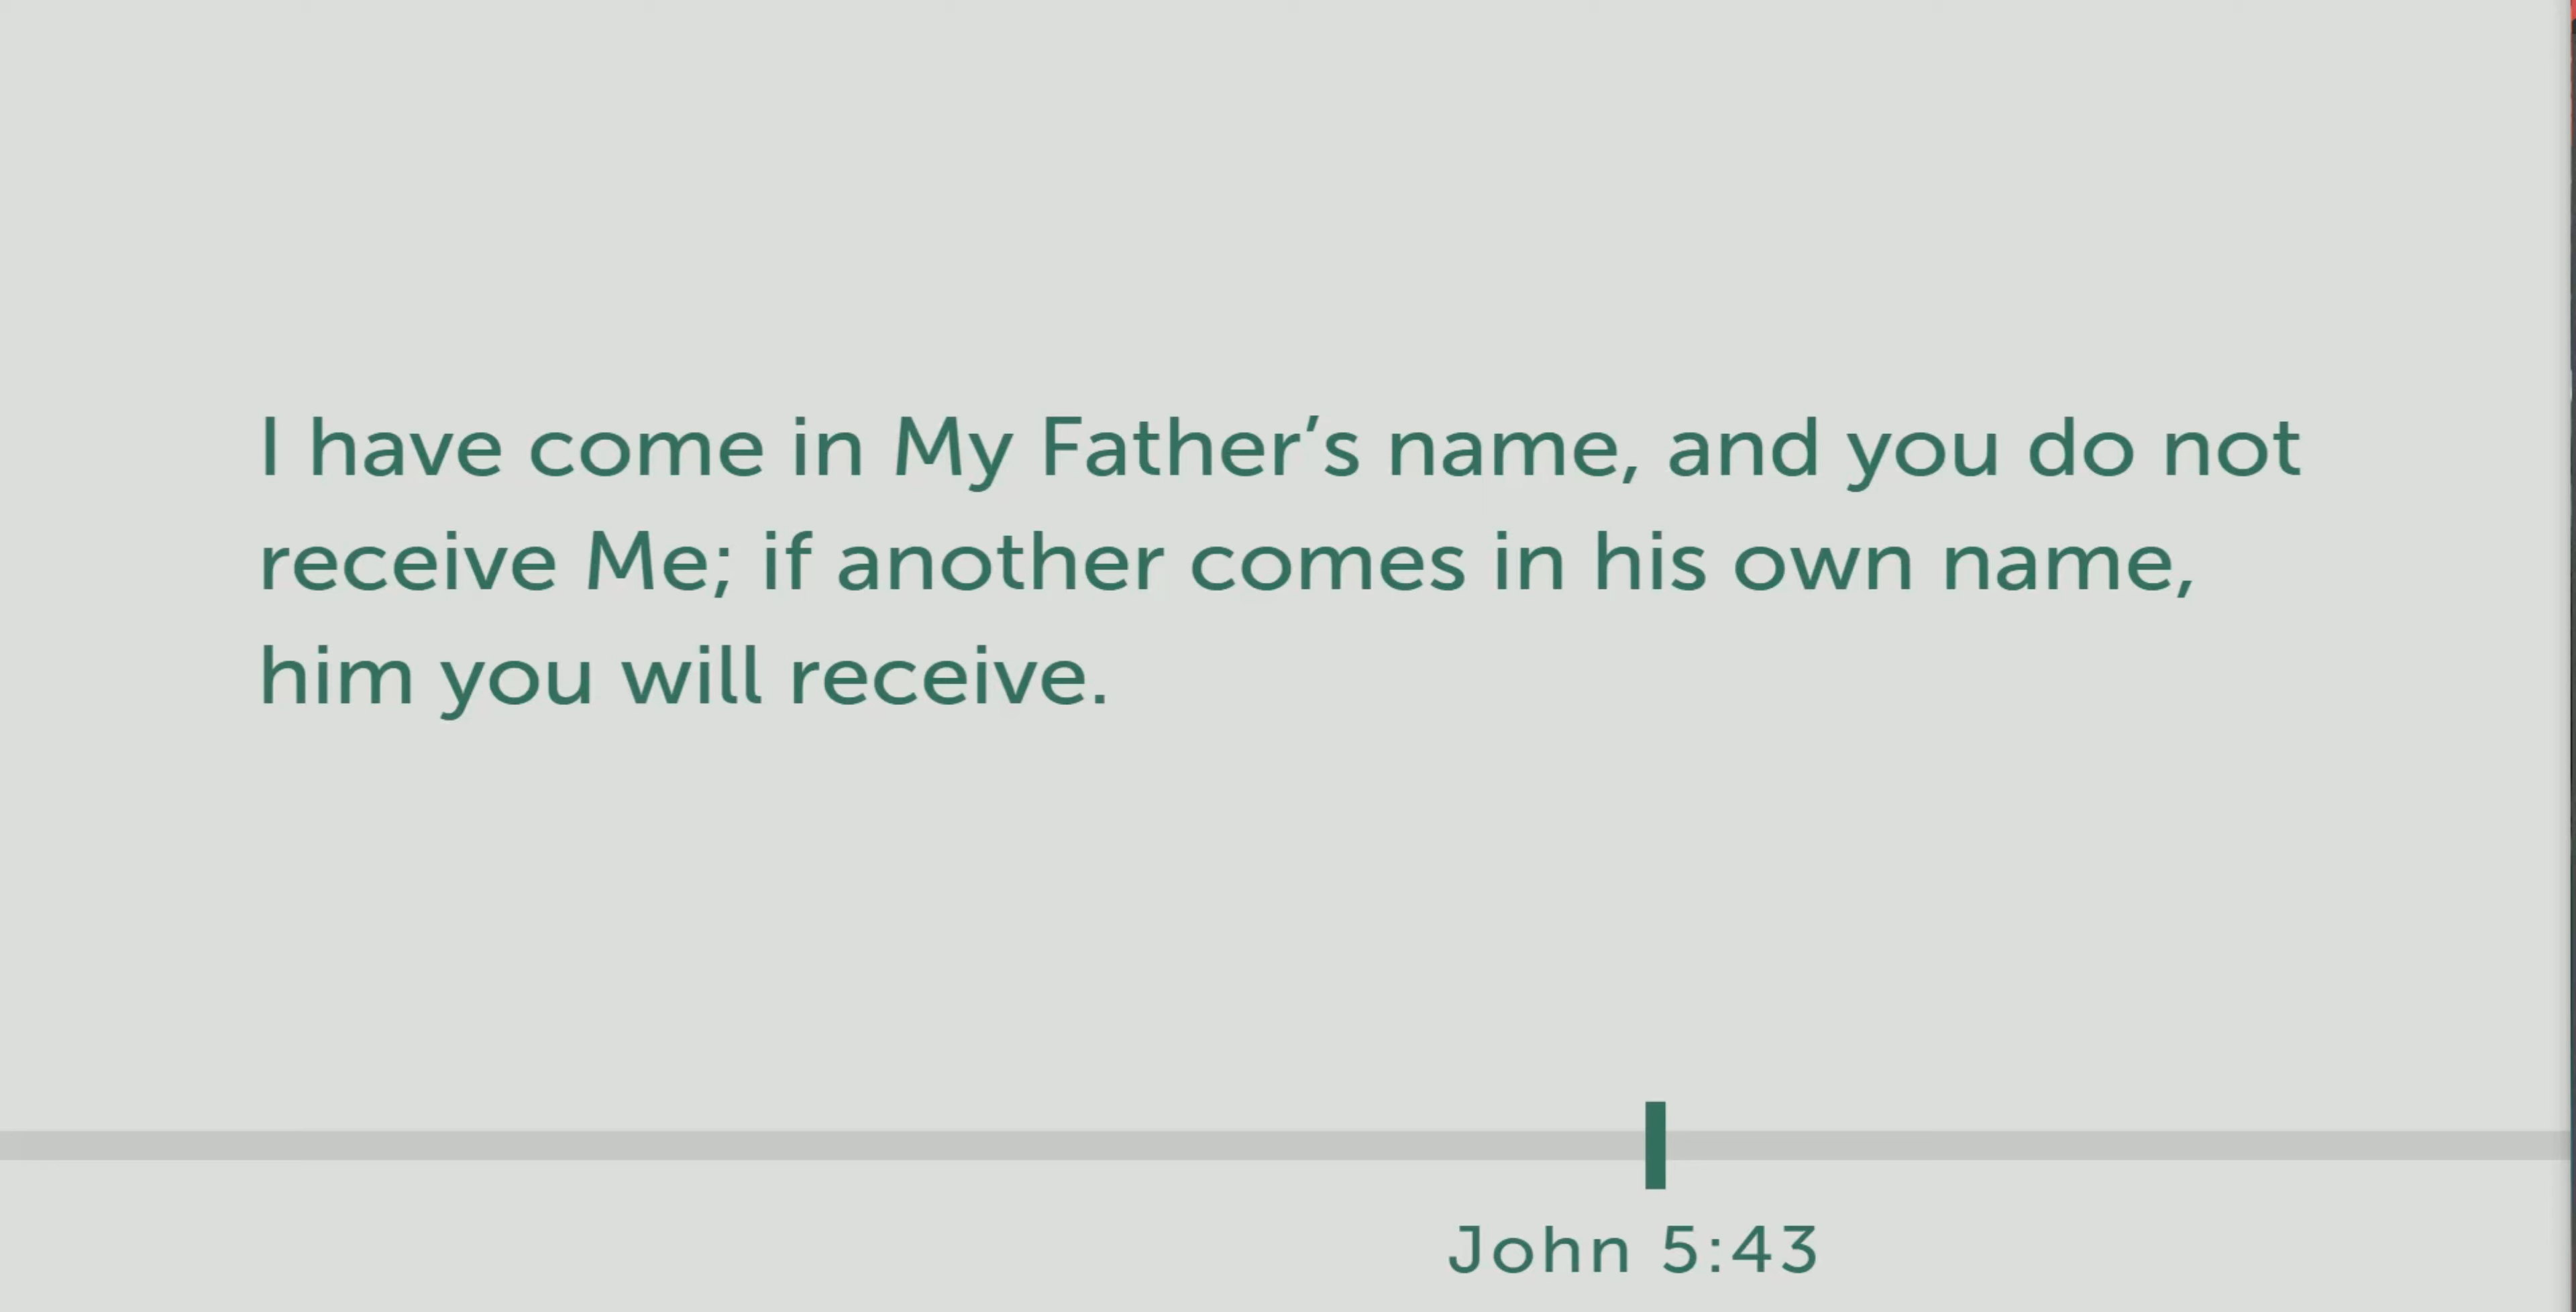 I have come in My Father’s name, and you do not
receive Me; if another comes in his own name,
him you will receive.
John 5:43